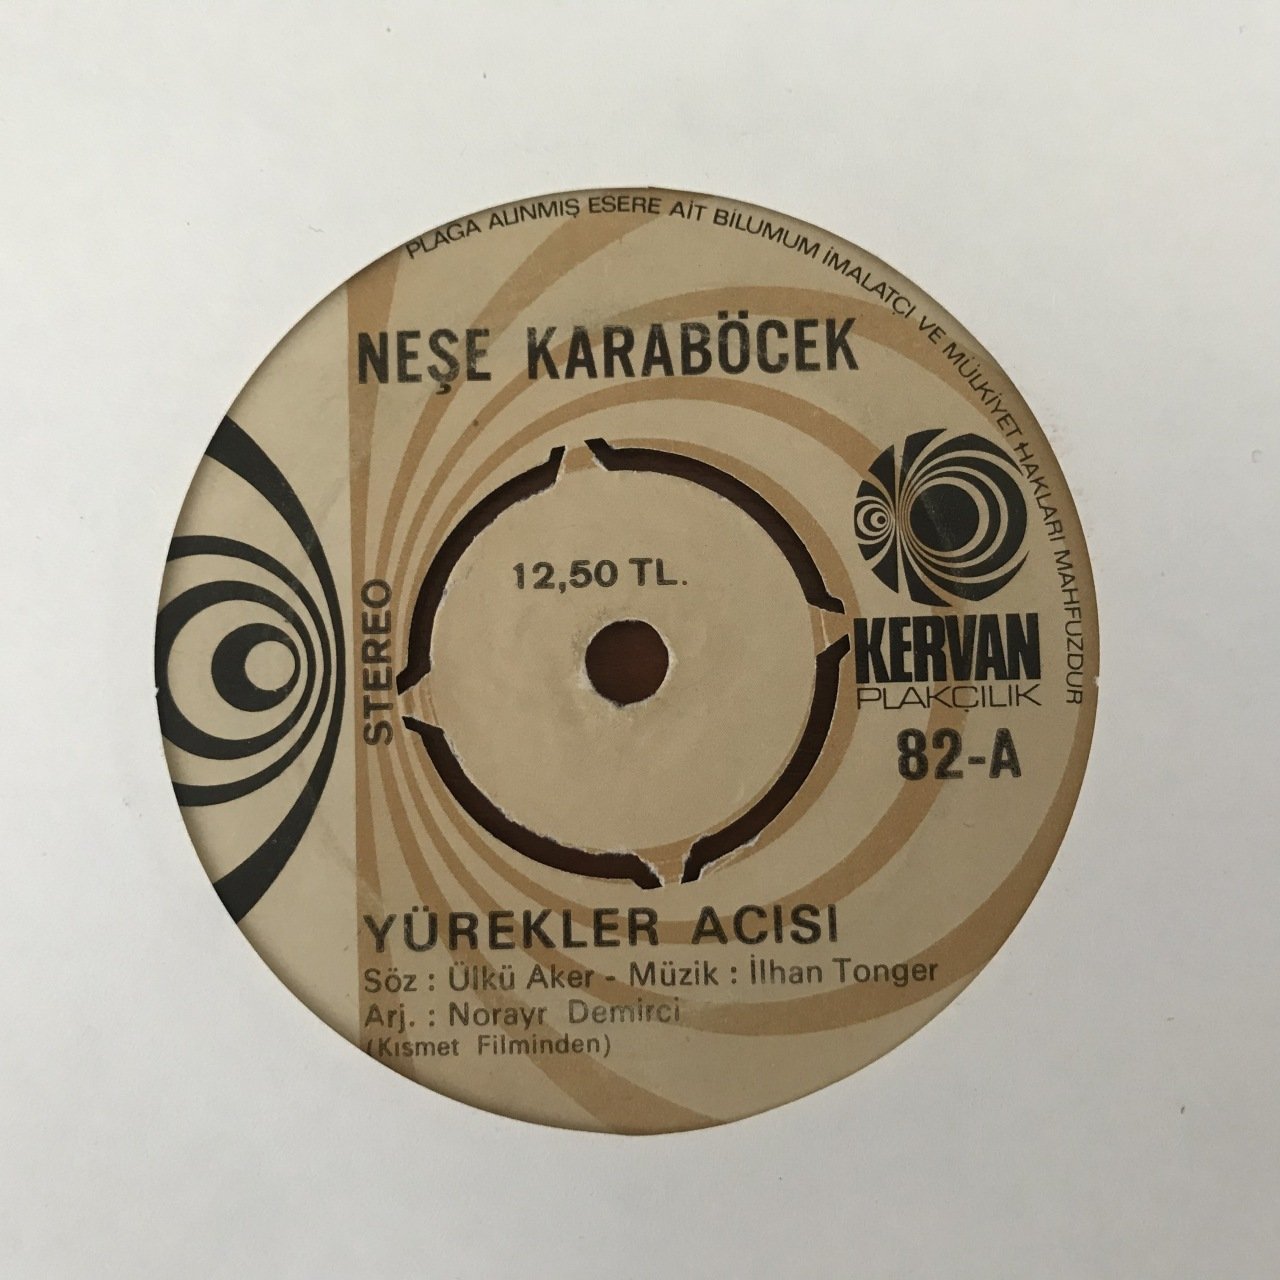 PLAĞA ALINMIŞ ESERE AİT BİLUMUM İMALATÇI VE MÜLKİYET HAKLARI MAHFUZDUR
NEŞE KARABÖCEK
12,50 TL.
STEREO
KERVAN
PLAKÇILIK
82-A
YÜREKLER ACISI
Söz : Ülkü Aker - Müzik : İlhan Tonger
Arj. : Norayr Demirci
(Kısmet Filminden)